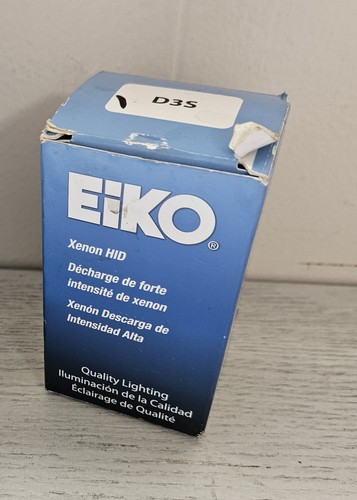 D3S
EiKO®
Xenon HID
Décharge de forte
intensité de xenon
Xenón Descarga de
Intensidad Alta
Quality Lighting
Iluminación de la Calidad
Éclairage de Qualité